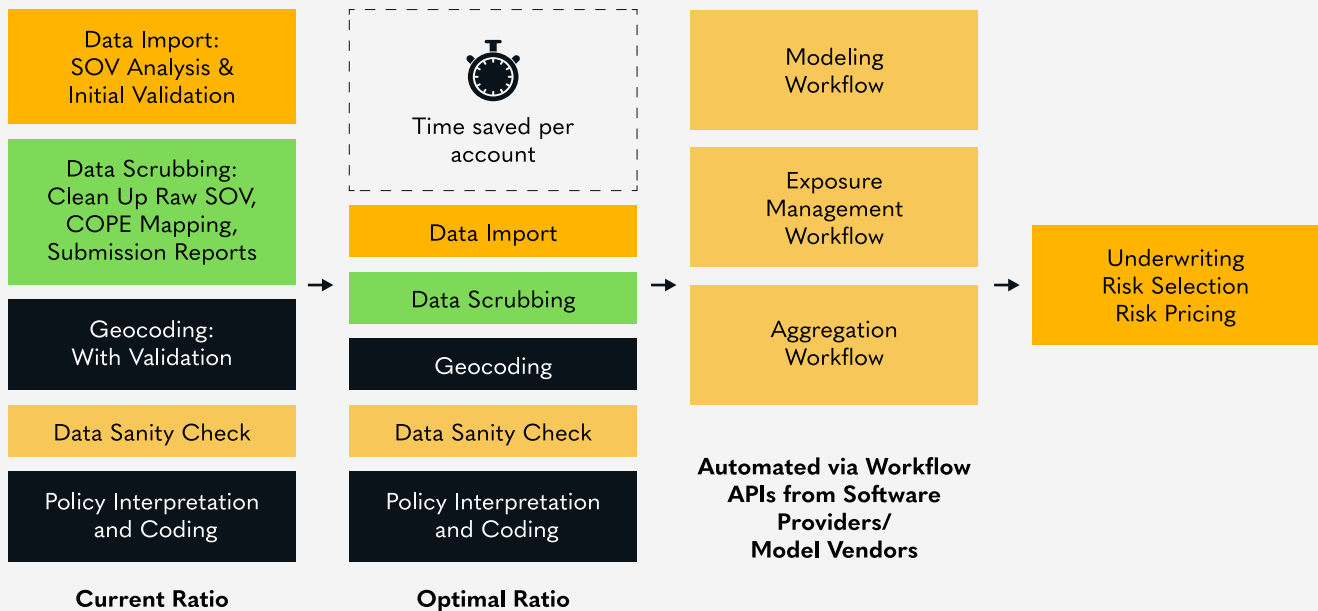 Data Import:
SOV Analysis &
Initial Validation
Data Scrubbing:
Clean Up Raw SOV,
COPE Mapping,
Submission Reports
Geocoding:
With Validation
Data Sanity Check
Policy Interpretation
and Coding
Current Ratio
Time saved per
account
Data Import
Data Scrubbing
Geocoding
Data Sanity Check
Policy Interpretation
and Coding
Optimal Ratio
Modeling
Workflow
Exposure
Management
Workflow
Aggregation
Workflow
Automated via Workflow
APIs from Software
Providers/
Model Vendors
Underwriting
Risk Selection
Risk Pricing